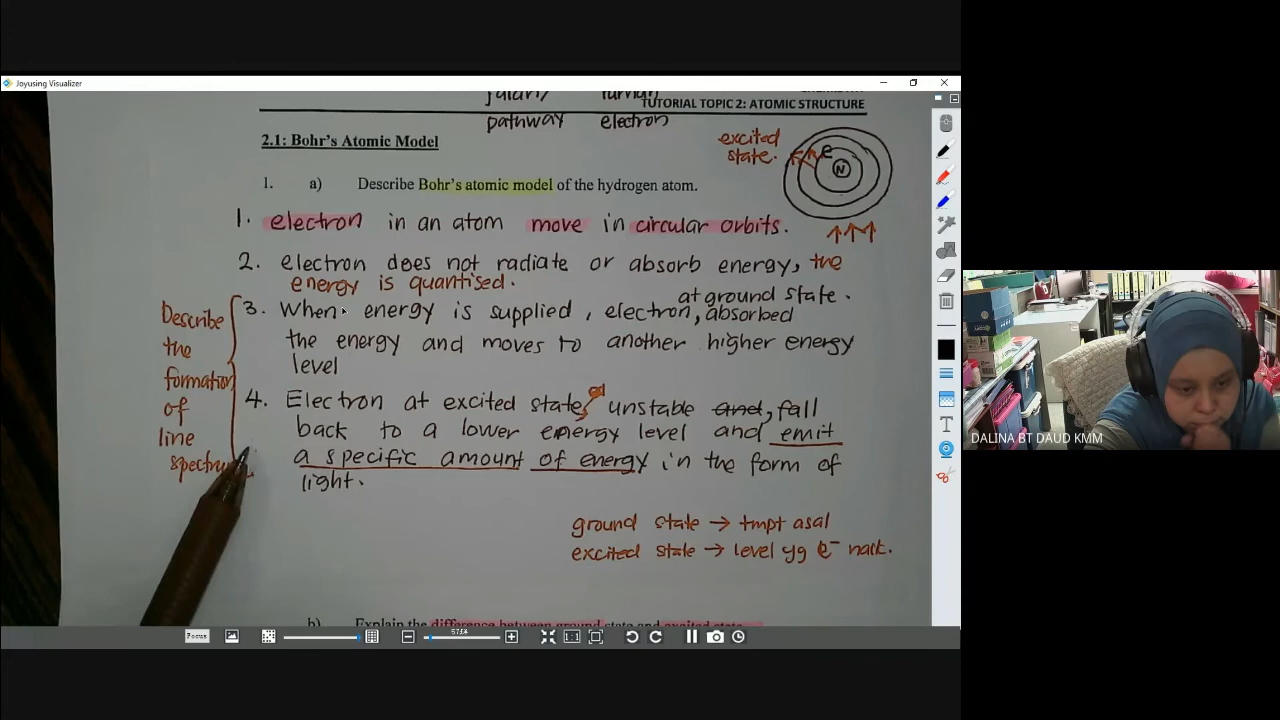 Joyusing Visualizer
TUTORIAL TOPIC 2: ATOMIC STRUCTURE
pathway electron
2.1: Bohr's Atomic Model
excited
state.
e
N
1. a) Describe Bohr's atomic model of the hydrogen atom.
1. electron in an atom move in circular orbits.
2. electron does not radiate or absorb energy, the
energy is quantised.
at ground state.
3. When energy is supplied, electron, absorbed
the energy and moves to another higher energy
level
4. Electron at excited state unstable and, fall
back to a lower energy level and emit
a specific amount of energy in the form of
light.
Describe
the
formation
of
line
ground state → tmpt asal
excited state → level yg e⁻ naik.
b) Explain the difference between ground state and excited state.
Focus
1:1
T
DALINA BT DAUD KMM